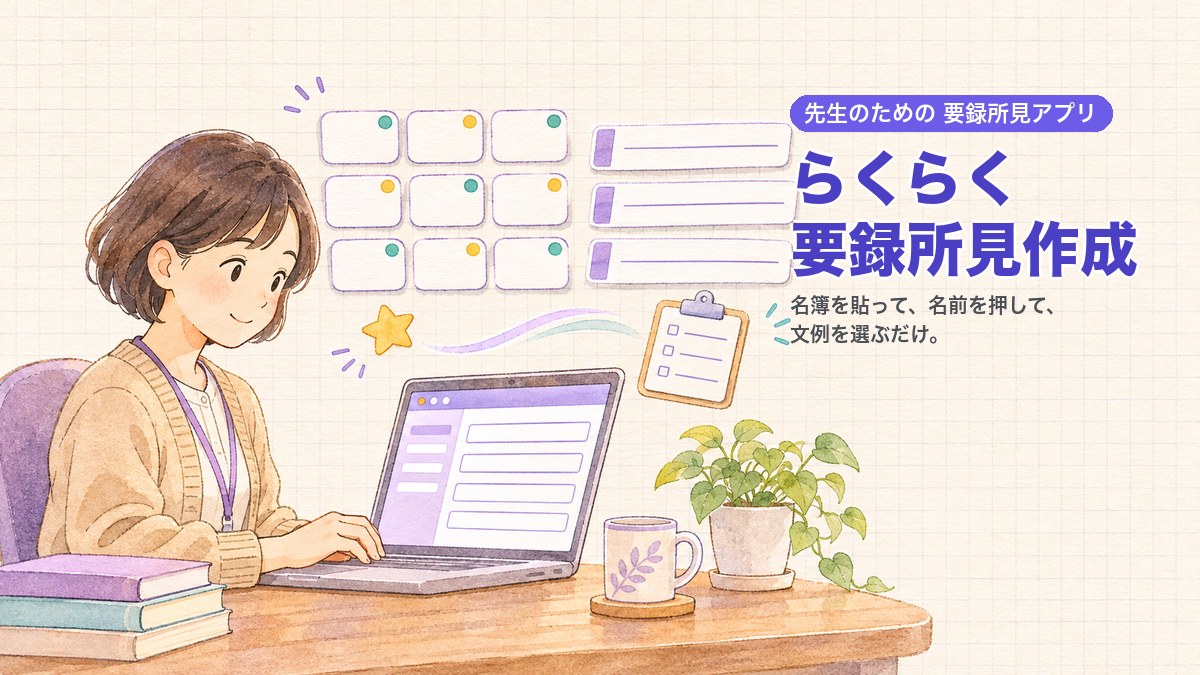 先生のための 要録所見アプリ
らくらく
要録所見作成
名簿を貼って、名前を押して、
文例を選ぶだけ。